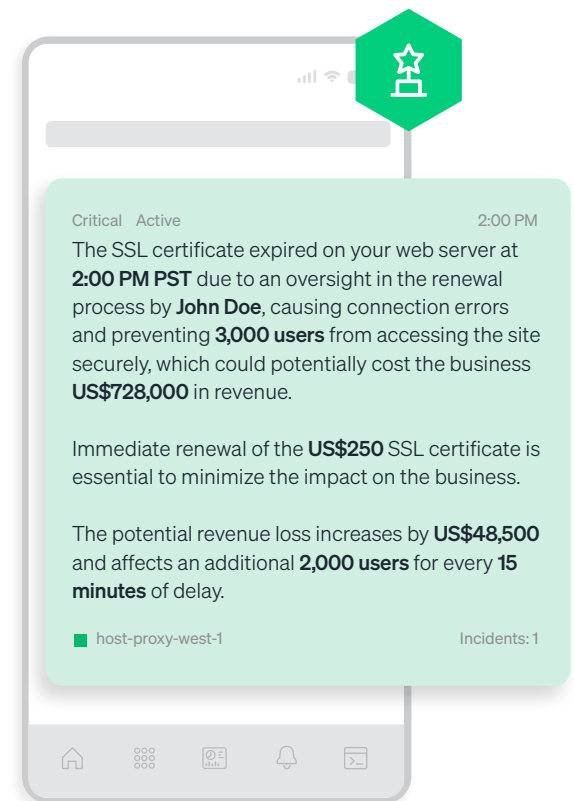 Critical Active 2:00 PM
The SSL certificate expired on your web server at
2:00 PM PST due to an oversight in the renewal
process by John Doe, causing connection errors
and preventing 3,000 users from accessing the site
securely, which could potentially cost the business
US$728,000 in revenue.
Immediate renewal of the US$250 SSL certificate is
essential to minimize the impact on the business.
The potential revenue loss increases by US$48,500
and affects an additional 2,000 users for every 15
minutes of delay.
host-proxy-west-1 Incidents: 1